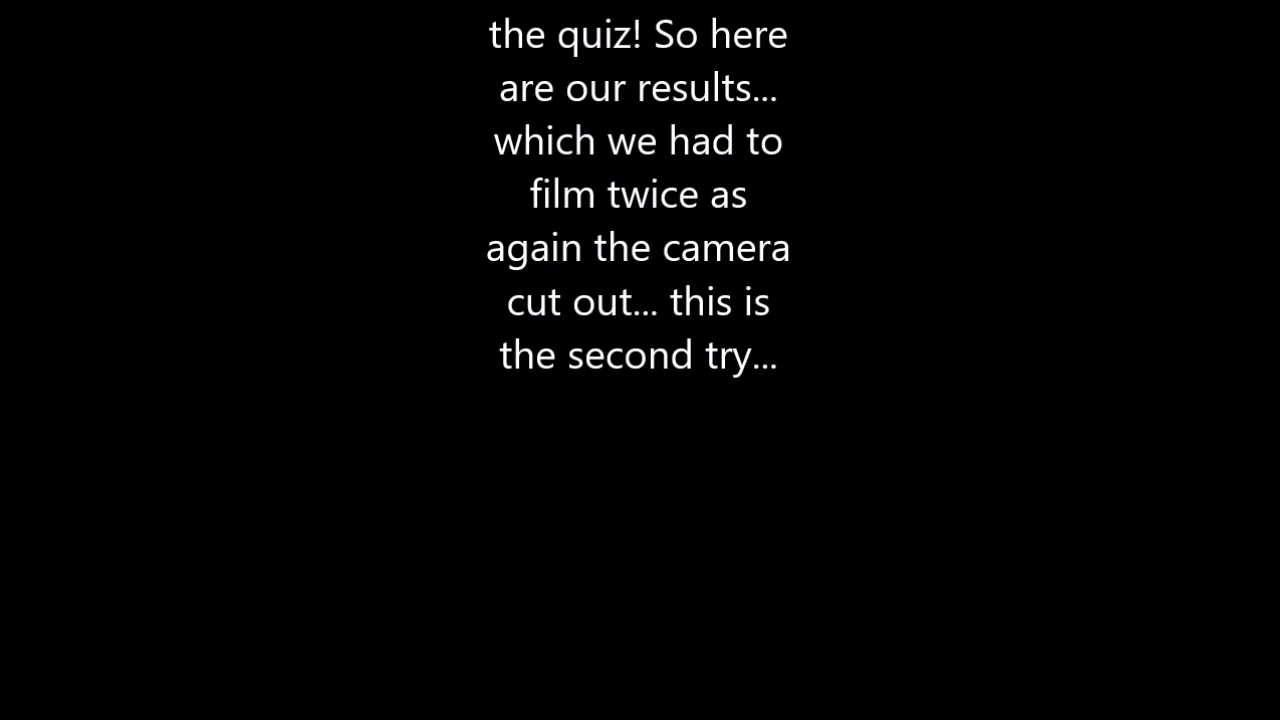 the quiz! So here
are our results...
which we had to
film twice as
again the camera
cut out... this is
the second try...